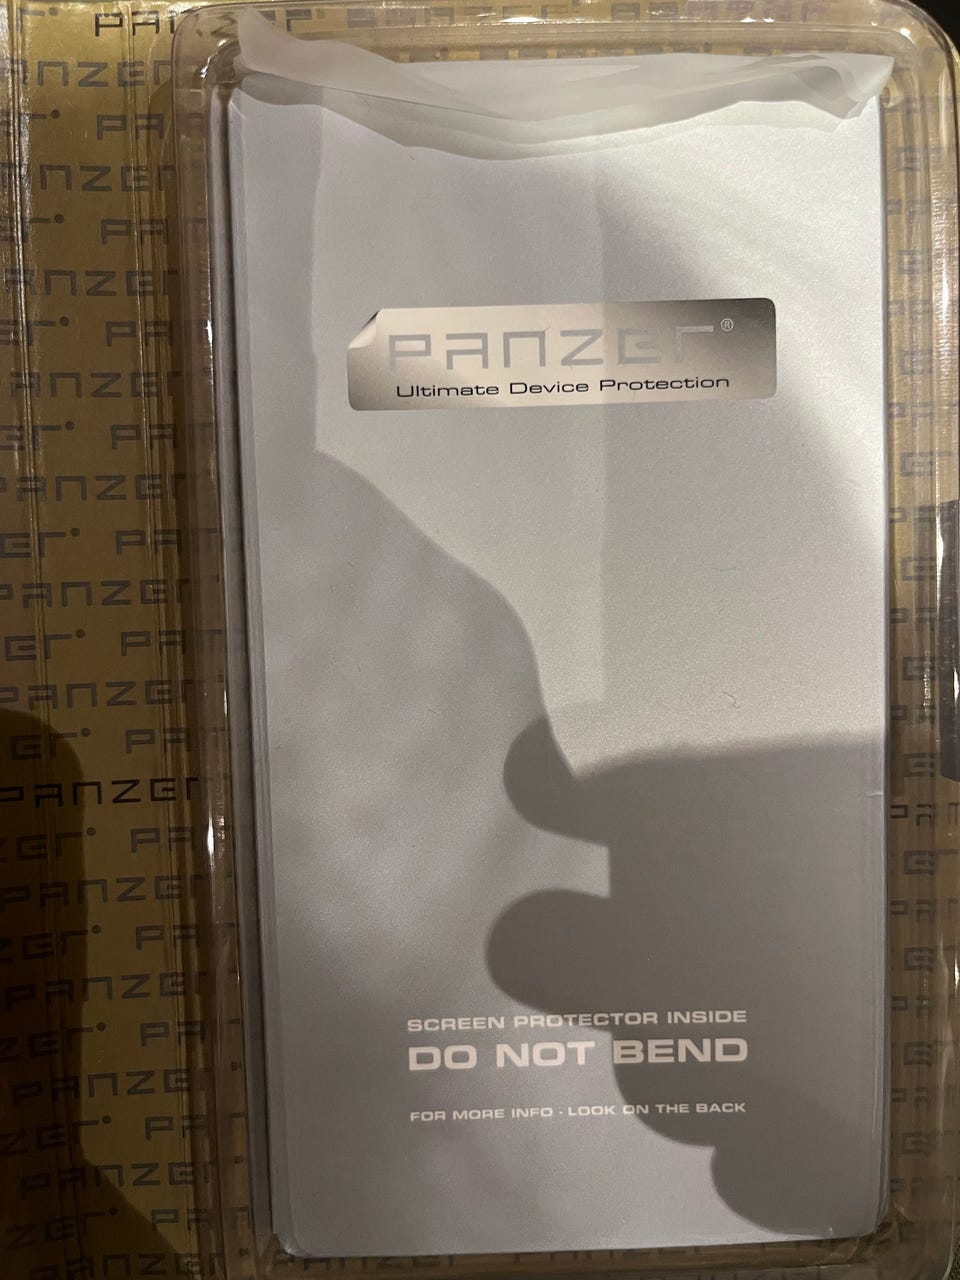 PANZER®
Ultimate Device Protection
SCREEN PROTECTOR INSIDE
DO NOT BEND
FOR MORE INFO - LOOK ON THE BACK